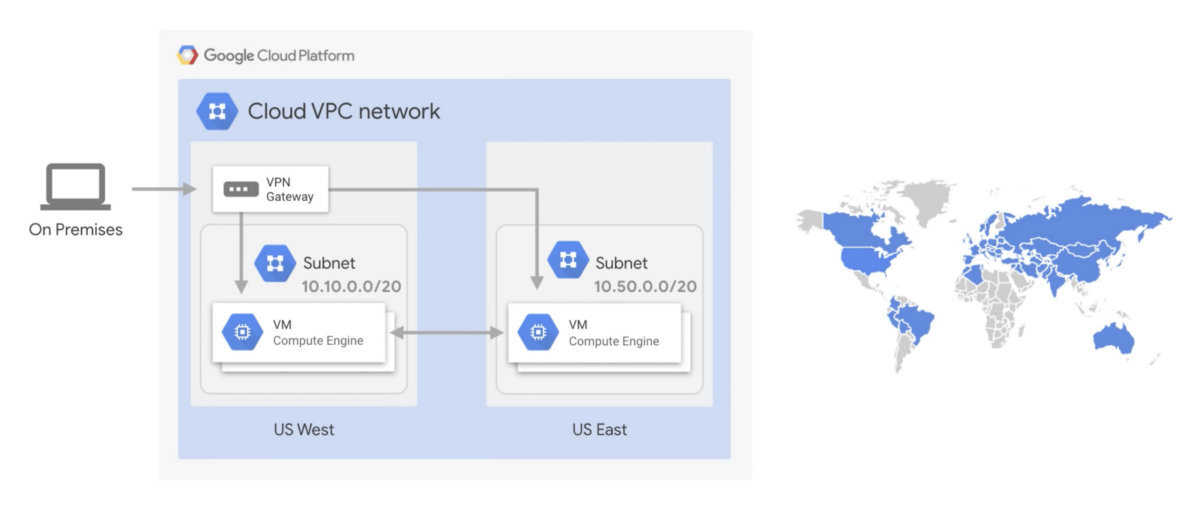 Google Cloud Platform
Cloud VPC network
VPN
Gateway
On Premises
Subnet
10.10.0.0/20
VM
Compute Engine
US West
Subnet
10.50.0.0/20
VM
Compute Engine
US East